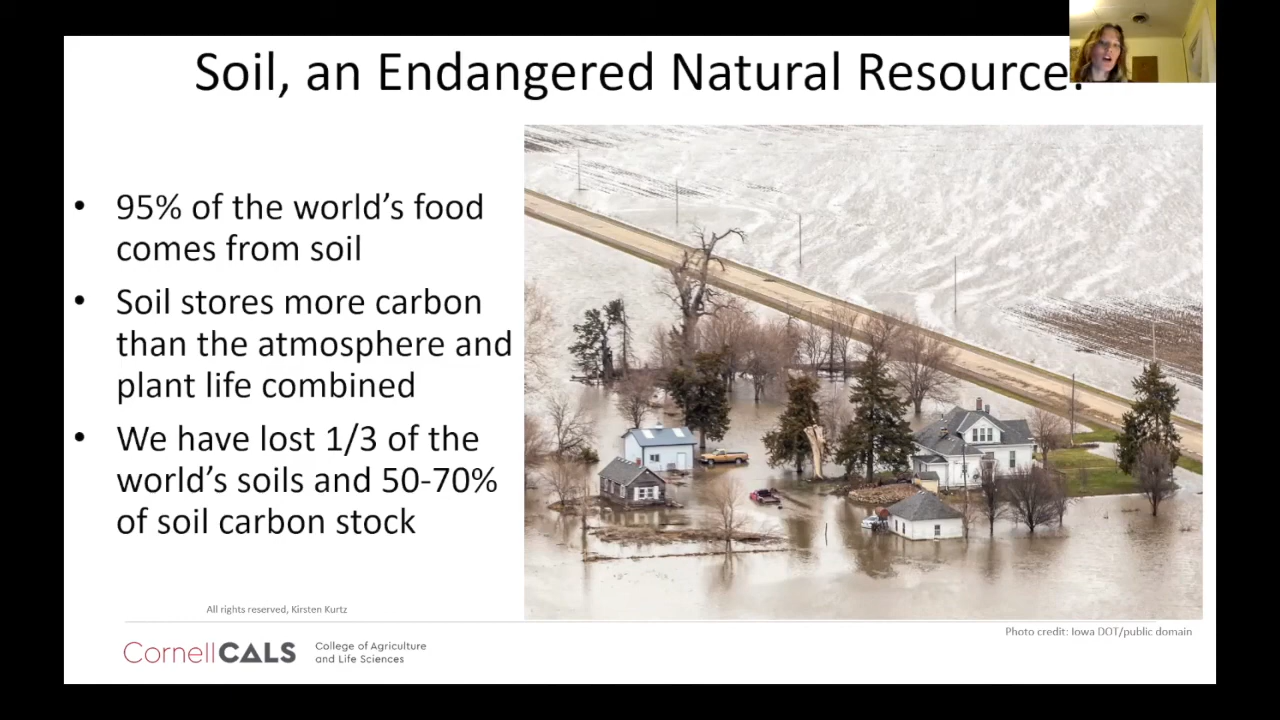 Soil, an Endangered Natural Resource.
• 95% of the world's food
comes from soil
• Soil stores more carbon
than the atmosphere and
plant life combined
• We have lost 1/3 of the
world's soils and 50-70%
of soil carbon stock
All rights reserved, Kirsten Kurtz
Photo credit: Iowa DOT/public domain
CornellCALS
College of Agriculture
and Life Sciences